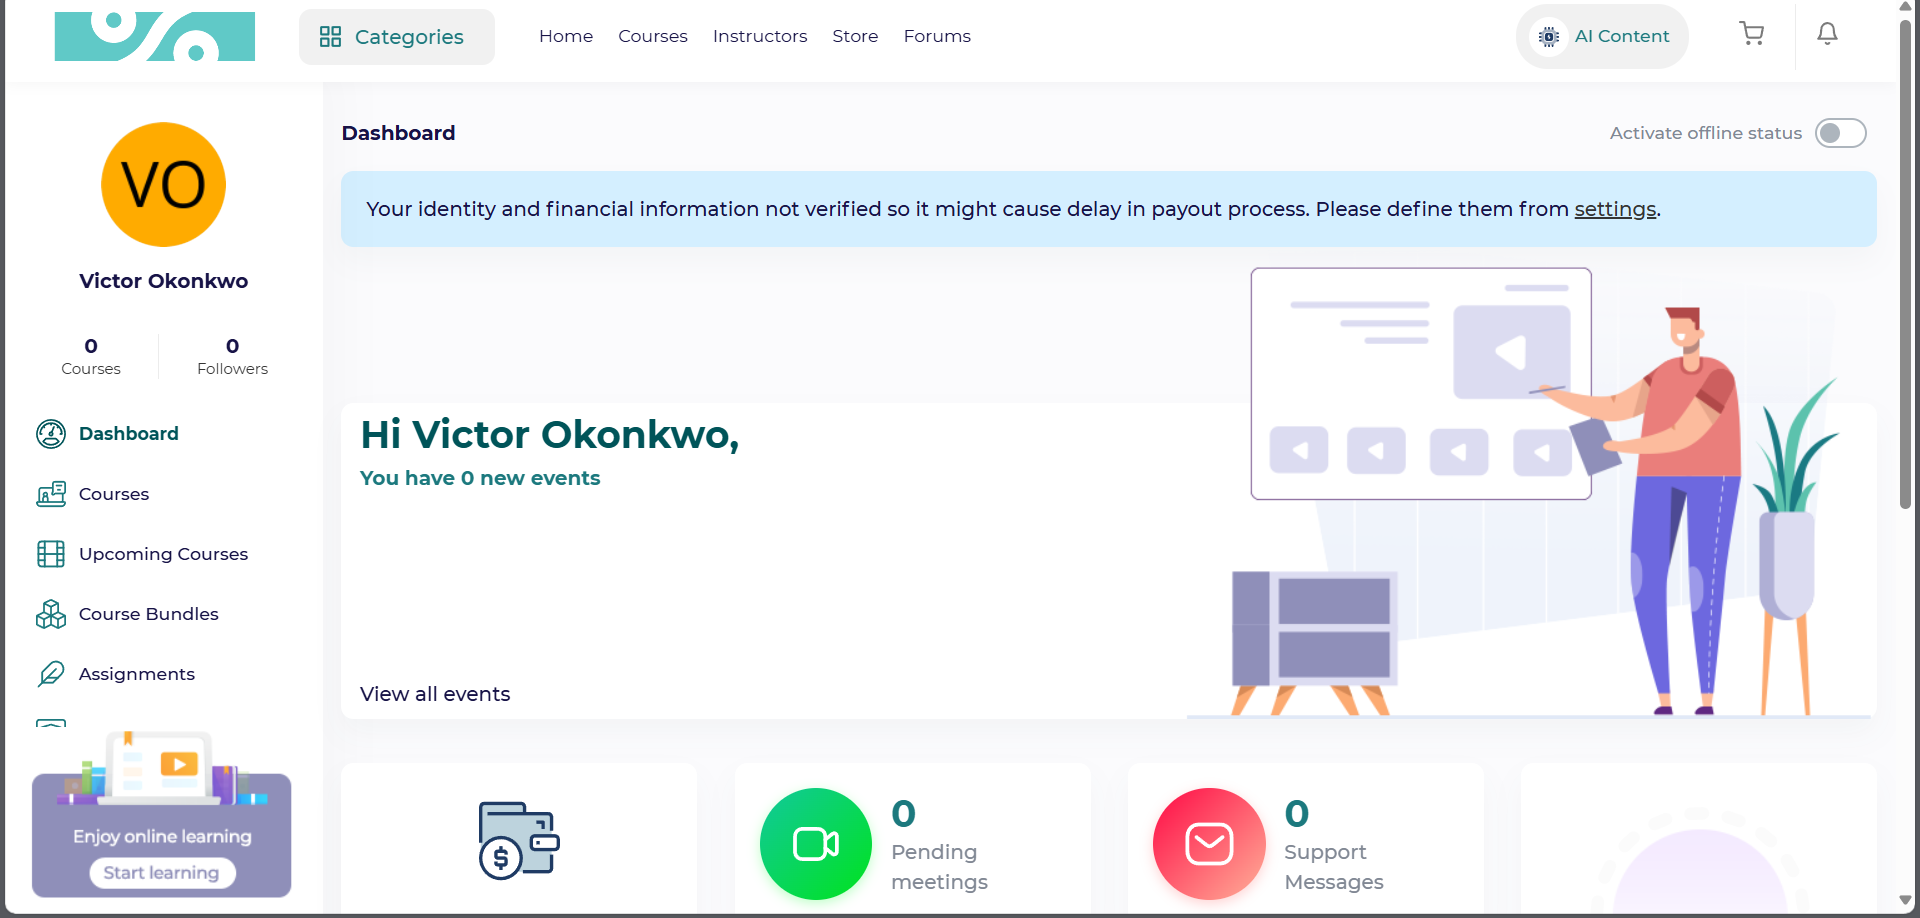 Categories
Home
Courses
Instructors
Store
Forums
AI Content
VO
Victor Okonkwo
0
Courses
0
Followers
Dashboard
Courses
Upcoming Courses
Course Bundles
Assignments
Enjoy online learning
Start learning
Dashboard
Activate offline status
Your identity and financial information not verified so it might cause delay in payout process. Please define them from settings.
Hi Victor Okonkwo,
You have 0 new events
View all events
$
0
Pending
meetings
0
Support
Messages